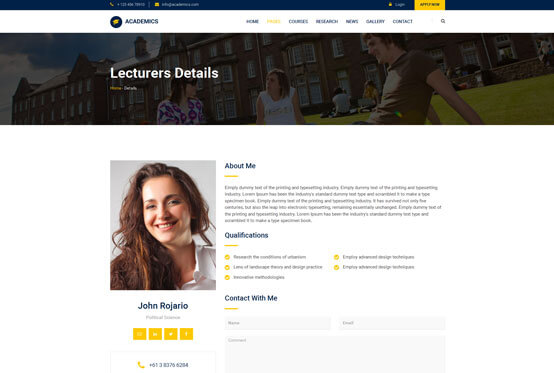 + 123 456 78910
info@academics.com
Login
APPLY NOW
ACADEMICS
HOME
PAGES
COURSES
RESEARCH
NEWS
GALLERY
CONTACT
Lecturers Details
Home - Details
About Me
Empty dummy text of the printing and typesetting industry. Empty dummy text of the printing and typesetting
industry. Lorem Ipsum has been the industry's standard dummy text type and scrambled it to make a type
specimen book. Empty dummy text of the printing and typesetting industry. It has survived not only five
centuries, but also the leap into electronic typesetting, remaining essentially unchanged. Empty dummy text of
the printing and typesetting industry. Lorem Ipsum has been the industry's standard dummy text type and
scrambled it to make a type specimen book.
Qualifications
Research the conditions of urbanism
Employ advanced design techniques
Lens of landscape theory and design practice
Employ advanced design techniques
Innovative methodologies
John Rojario
Political Science
+61 3 8376 6284
Contact With Me
Name
Email
Comment